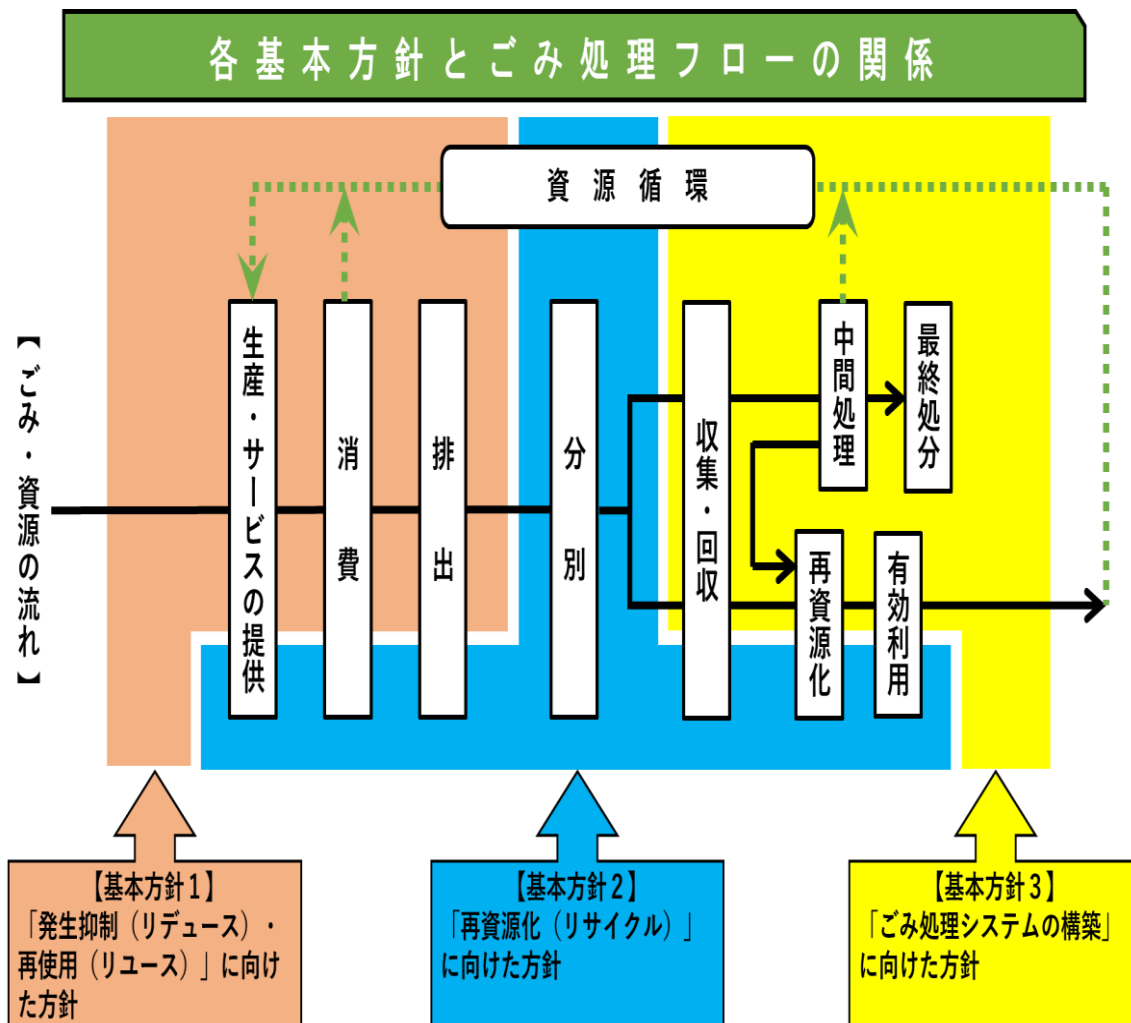 各基本方針とごみ処理フローの関係
資源循環
【ごみ・資源の流れ】
生産・サービスの提供
消費
排出
分別
収集・回収
中間処理
最終処分
再資源化
有効利用
【基本方針1】
「発生抑制（リデュース）・
再使用（リユース）」に向け
た方針
【基本方針2】
「再資源化（リサイクル）」
に向けた方針
【基本方針3】
「ごみ処理システムの構築」
に向けた方針